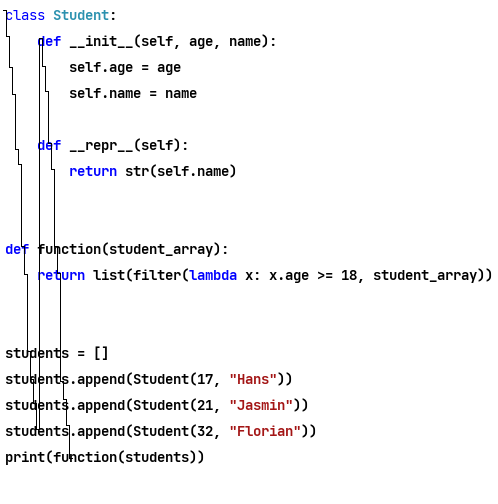 class Student:
    def __init__(self, age, name):
        self.age = age
        self.name = name
    def __repr__(self):
        return str(self.name)
def function(student_array):
    return list(filter(lambda x: x.age >= 18, student_array))
students = []
students.append(Student(17, "Hans"))
students.append(Student(21, "Jasmin"))
students.append(Student(32, "Florian"))
print(function(students))